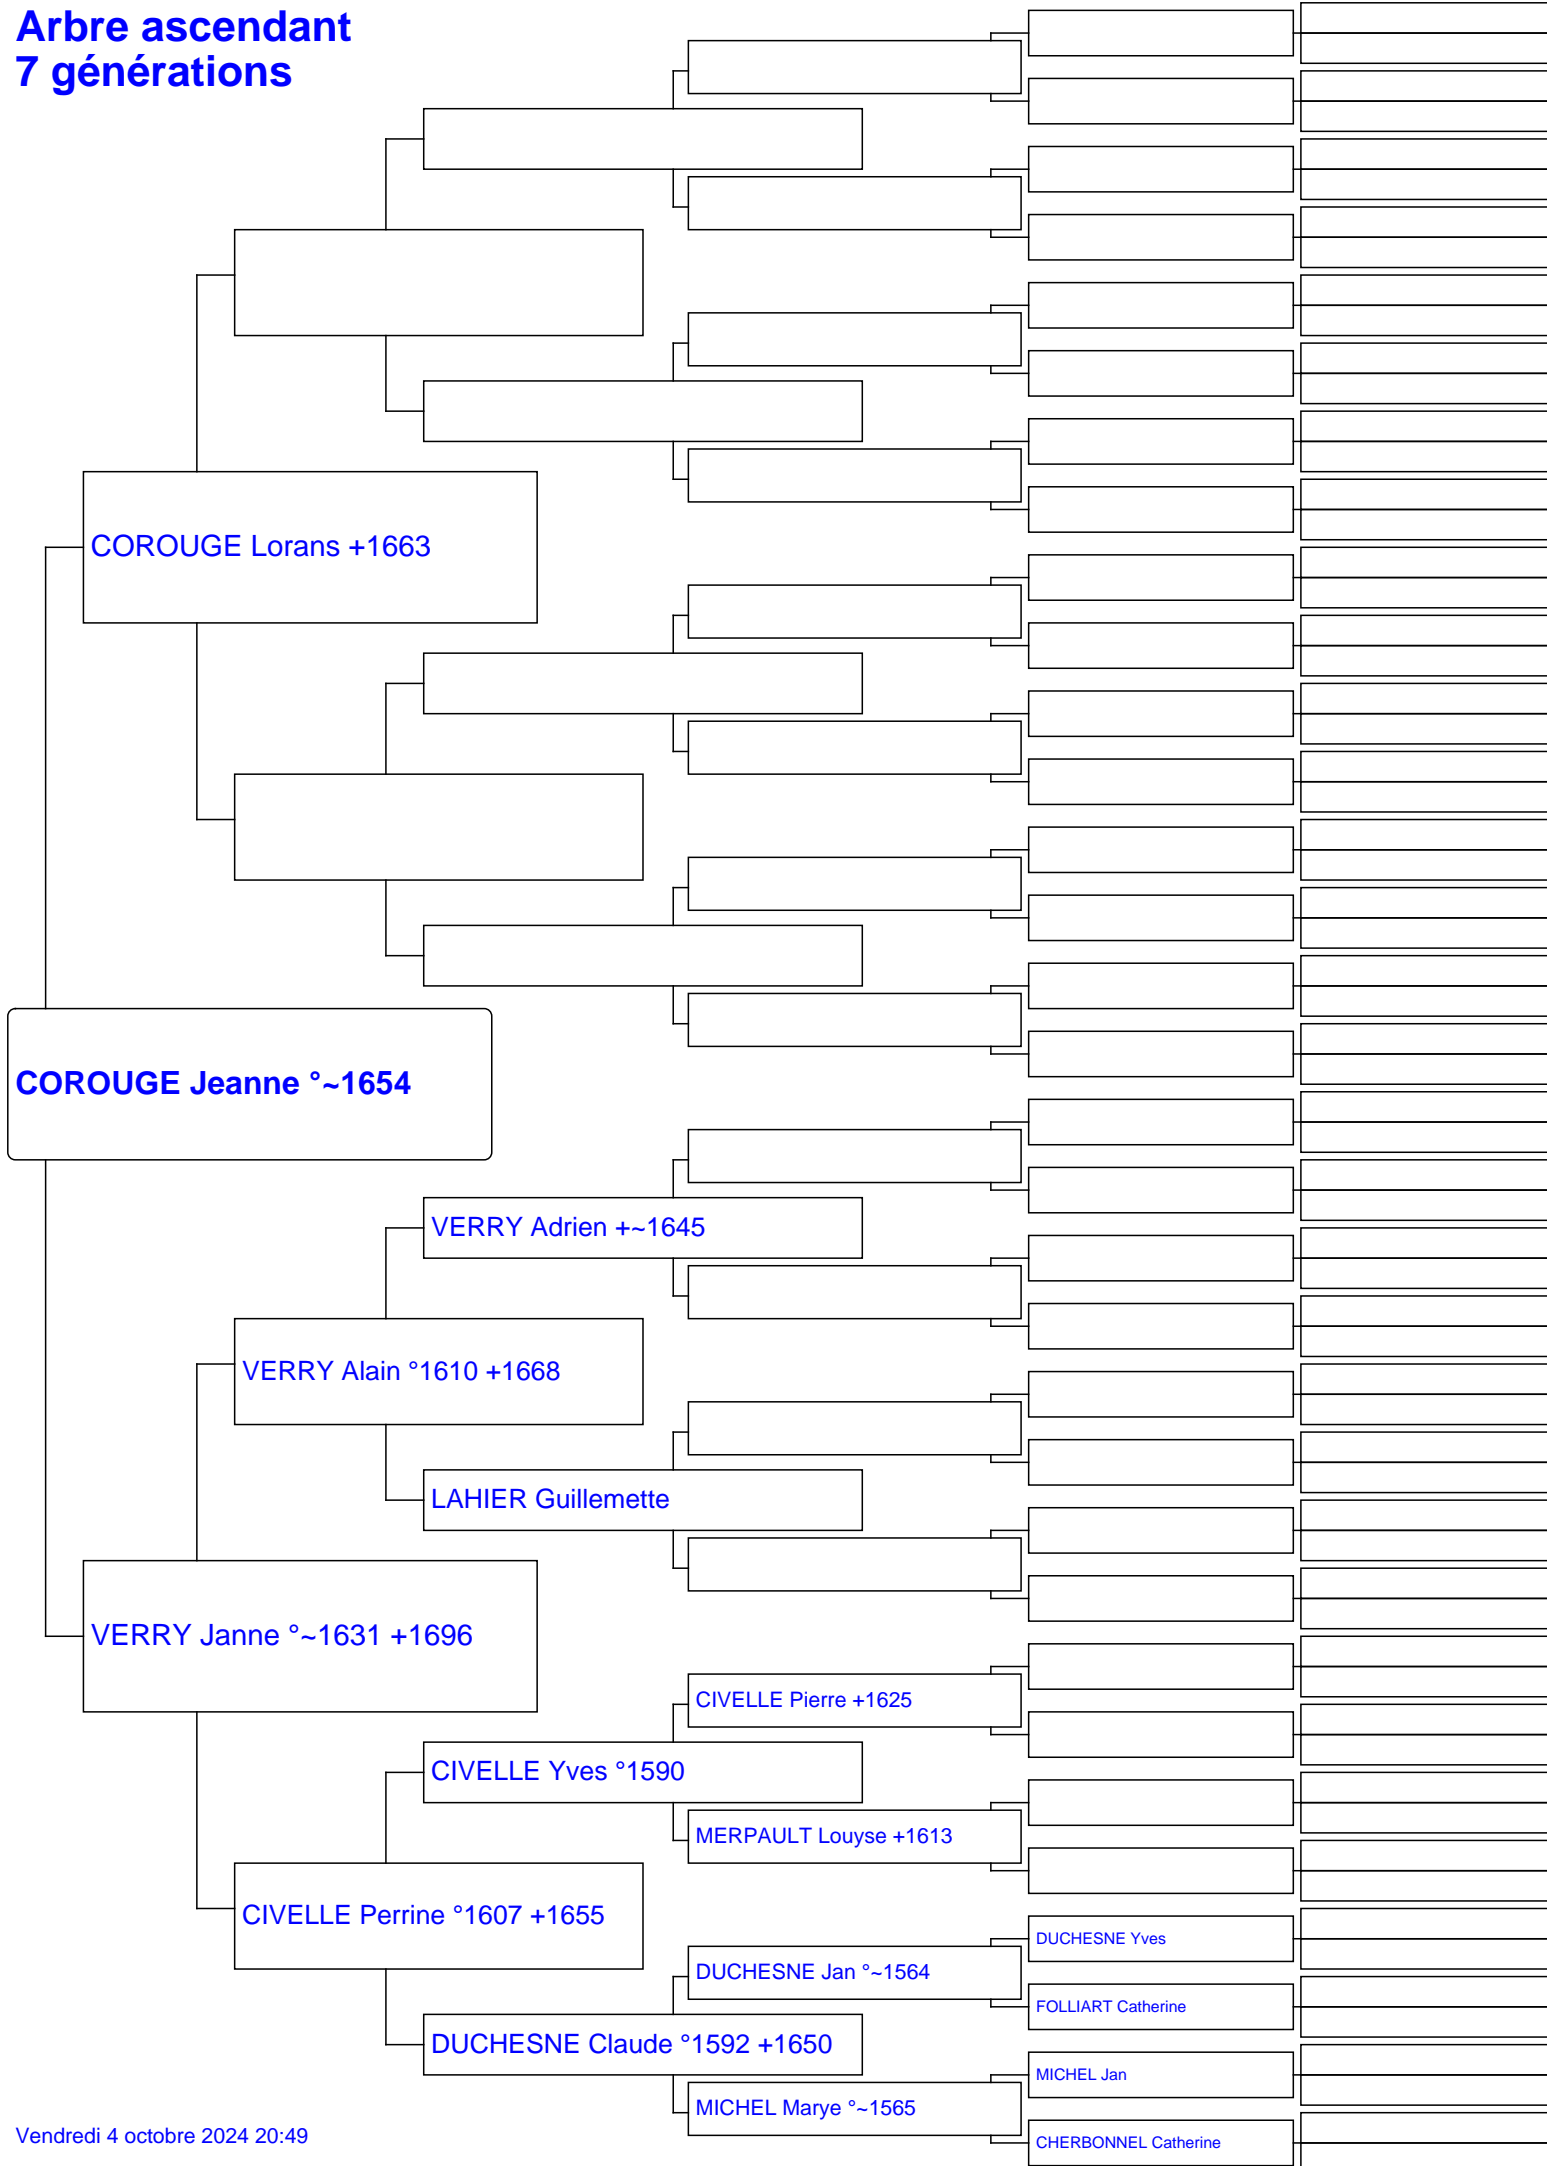 Arbre ascendant
7 générations
COROUGE Lorans +1663
COROUGE Jeanne °~1654
VERRY Adrien +~1645
VERRY Alain °1610 +1668
LAHIER Guillemette
VERRY Janne °~1631 +1696
CIVELLE Pierre +1625
CIVELLE Yves °1590
MERPAULT Louyse +1613
CIVELLE Perrine °1607 +1655
DUCHESNE Yves
DUCHESNE Jan °~1564
FOLLIART Catherine
DUCHESNE Claude °1592 +1650
MICHEL Jan
MICHEL Marye °~1565
CHERBONNEL Catherine
Vendredi 4 octobre 2024 20:49